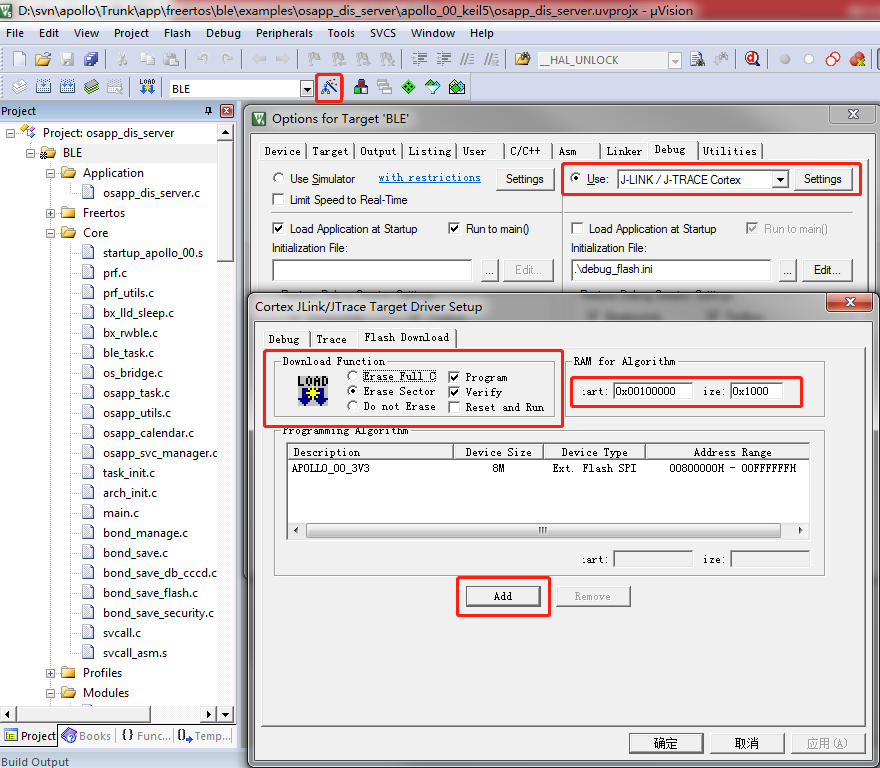 D:\svn\apollo\Trunk\app\freertos\ble\examples\osapp_dis_server\apollo_00_keil5\osapp_dis_server.uvprojx - µVision
File Edit View Project Flash Debug Peripherals Tools SVCS Window Help
__HAL_UNLOCK
LOAD
BLE
Project
Project: osapp_dis_server
BLE
Application
osapp_dis_server.c
Freertos
Core
startup_apollo_00.s
prf.c
prf_utils.c
bx_lld_sleep.c
bx_rwble.c
ble_task.c
os_bridge.c
osapp_task.c
osapp_utils.c
osapp_calendar.c
osapp_svc_manager.c
task_init.c
arch_init.c
main.c
bond_manage.c
bond_save.c
bond_save_db_cccd.c
bond_save_flash.c
bond_save_security.c
svcall.c
svcall_asm.s
Profiles
Modules
Project Books {} Func... Temp...
Build Output
Options for Target 'BLE'
Device Target Output Listing User C/C++ Asm Linker Debug Utilities
Use Simulator with restrictions Settings
Limit Speed to Real-Time
Use: J-LINK / J-TRACE Cortex Settings
Load Application at Startup Run to main()
Initialization File:
... Edit...
Load Application at Startup Run to main()
Initialization File:
.\debug_flash.ini ... Edit...
Cortex JLink/JTrace Target Driver Setup
Debug Trace Flash Download
Download Function
LOAD
Erase Full C Program
Erase Sector Verify
Do not Erase Reset and Run
RAM for Algorithm
:art: 0x00100000 ize: 0x1000
Programming Algorithm
Description Device Size Device Type Address Range
APOLLO_00_3V3 8M Ext. Flash SPI 00800000H - 00FFFFFFH
:art: ize:
Add Remove
确定 取消 应用(A)